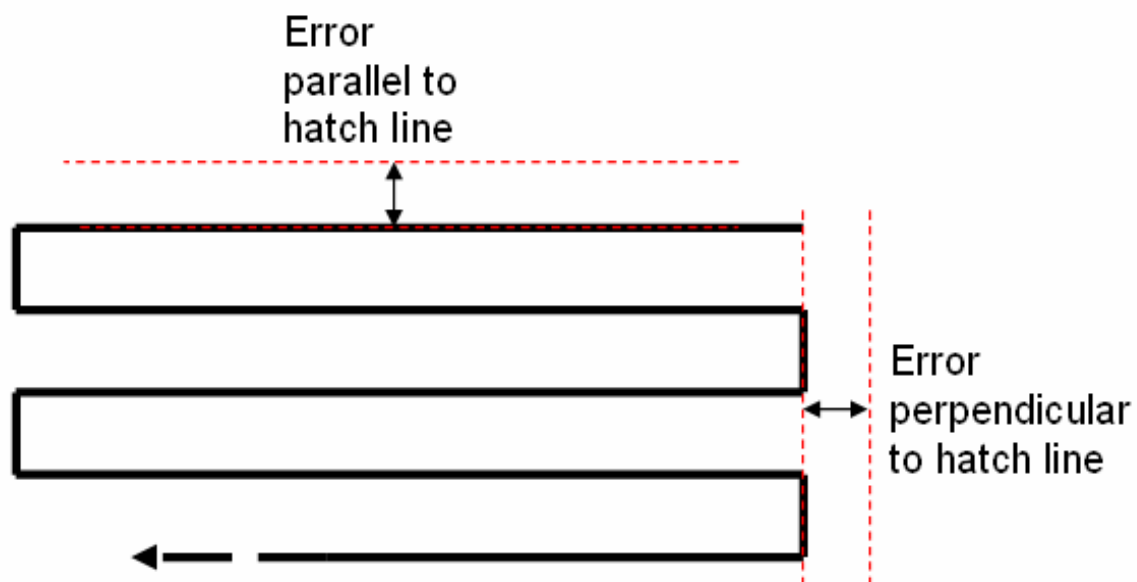 Error
parallel to
hatch line
Error
perpendicular
to hatch line